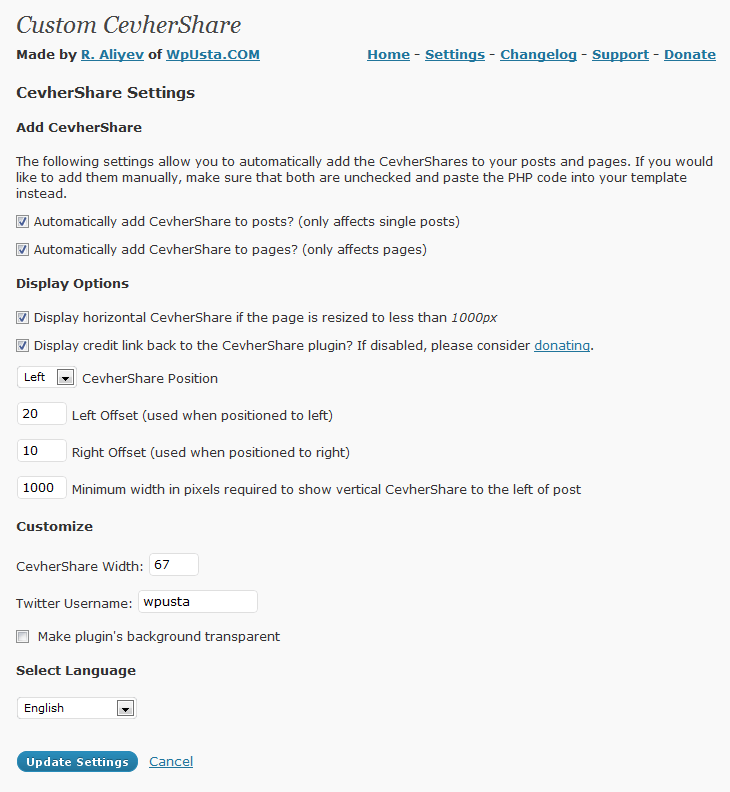 Custom CevherShare
Made by R. Aliyev of WpUsta.COM
Home - Settings - Changelog - Support - Donate
CevherShare Settings
Add CevherShare
The following settings allow you to automatically add the CevherShares to your posts and pages. If you would
like to add them manually, make sure that both are unchecked and paste the PHP code into your template
instead.
Automatically add CevherShare to posts? (only affects single posts)
Automatically add CevherShare to pages? (only affects pages)
Display Options
Display horizontal CevherShare if the page is resized to less than 1000px
Display credit link back to the CevherShare plugin? If disabled, please consider donating.
Left CevherShare Position
20 Left Offset (used when positioned to left)
10 Right Offset (used when positioned to right)
1000 Minimum width in pixels required to show vertical CevherShare to the left of post
Customize
CevherShare Width: 67
Twitter Username: wpusta
Make plugin's background transparent
Select Language
English
Update Settings Cancel